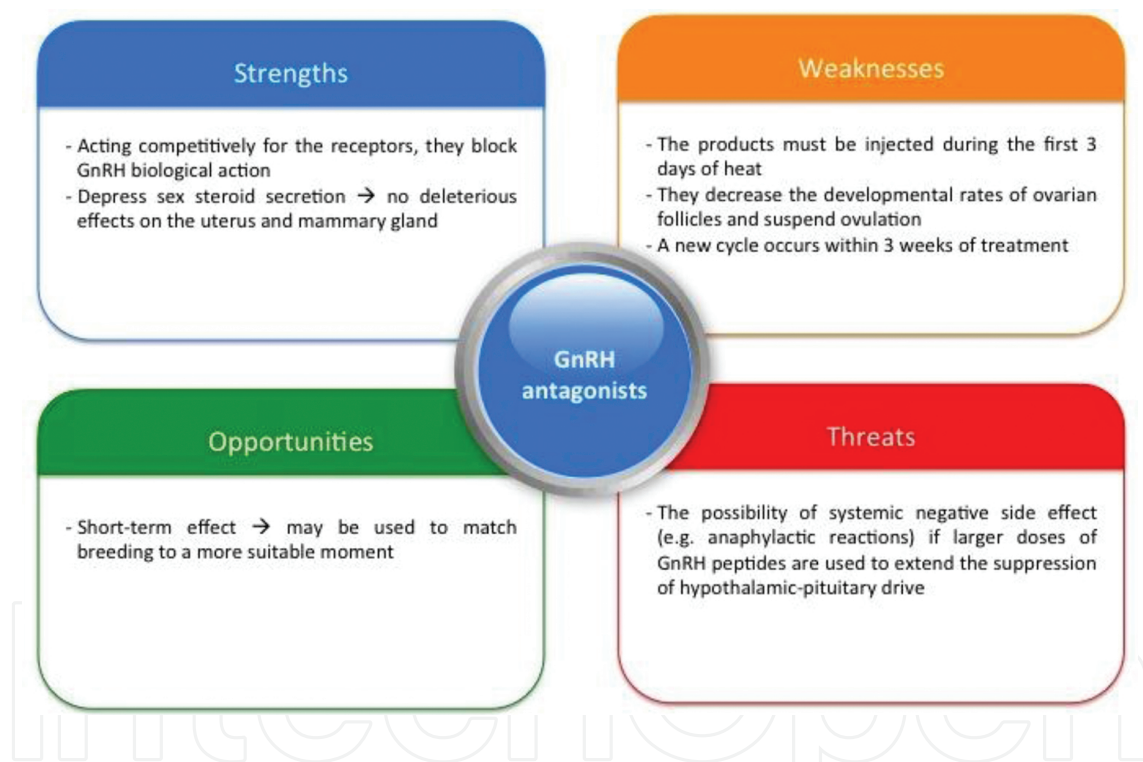 Strengths
- Acting competitively for the receptors, they block
GnRH biological action
- Depress sex steroid secretion → no deleterious
effects on the uterus and mammary gland
Weaknesses
- The products must be injected during the first 3
days of heat
- They decrease the developmental rates of ovarian
follicles and suspend ovulation
- A new cycle occurs within 3 weeks of treatment
GnRH
antagonists
Opportunities
- Short-term effect → may be used to match
breeding to a more suitable moment
Threats
- The possibility of systemic negative side effect
(e.g. anaphylactic reactions) if larger doses of
GnRH peptides are used to extend the suppression
of hypothalamic-pituitary drive